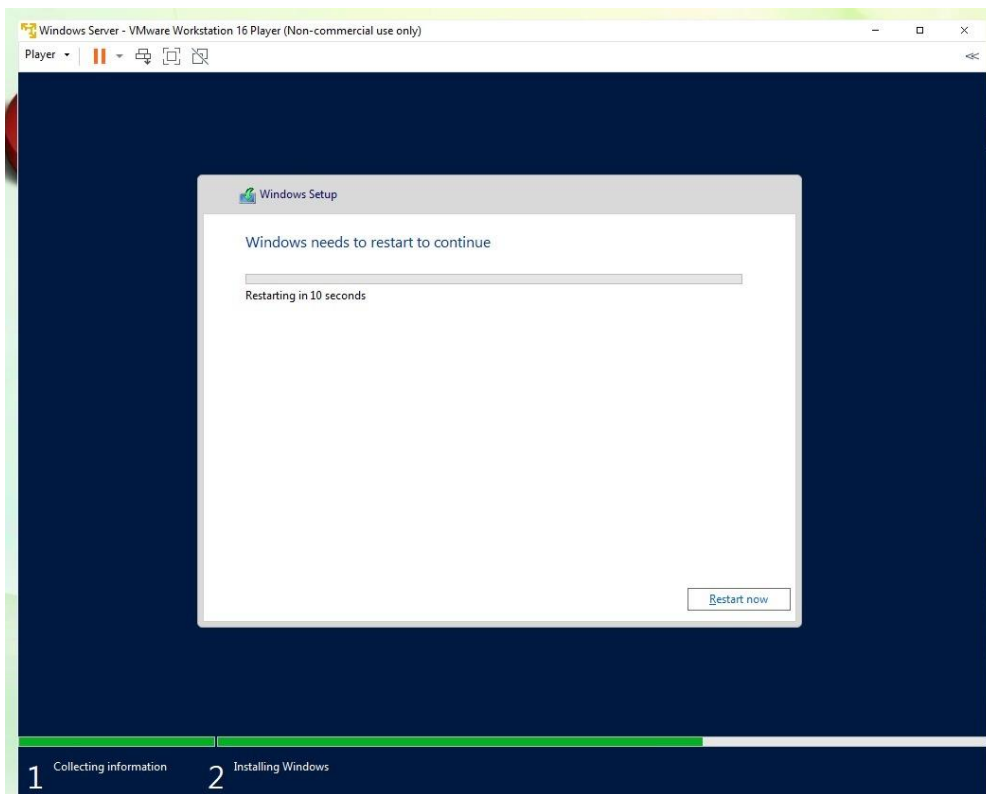 Windows Server - VMware Workstation 16 Player (Non-commercial use only)
Player
Windows Setup
Windows needs to restart to continue
Restarting in 10 seconds
Restart now
1 Collecting information 2 Installing Windows